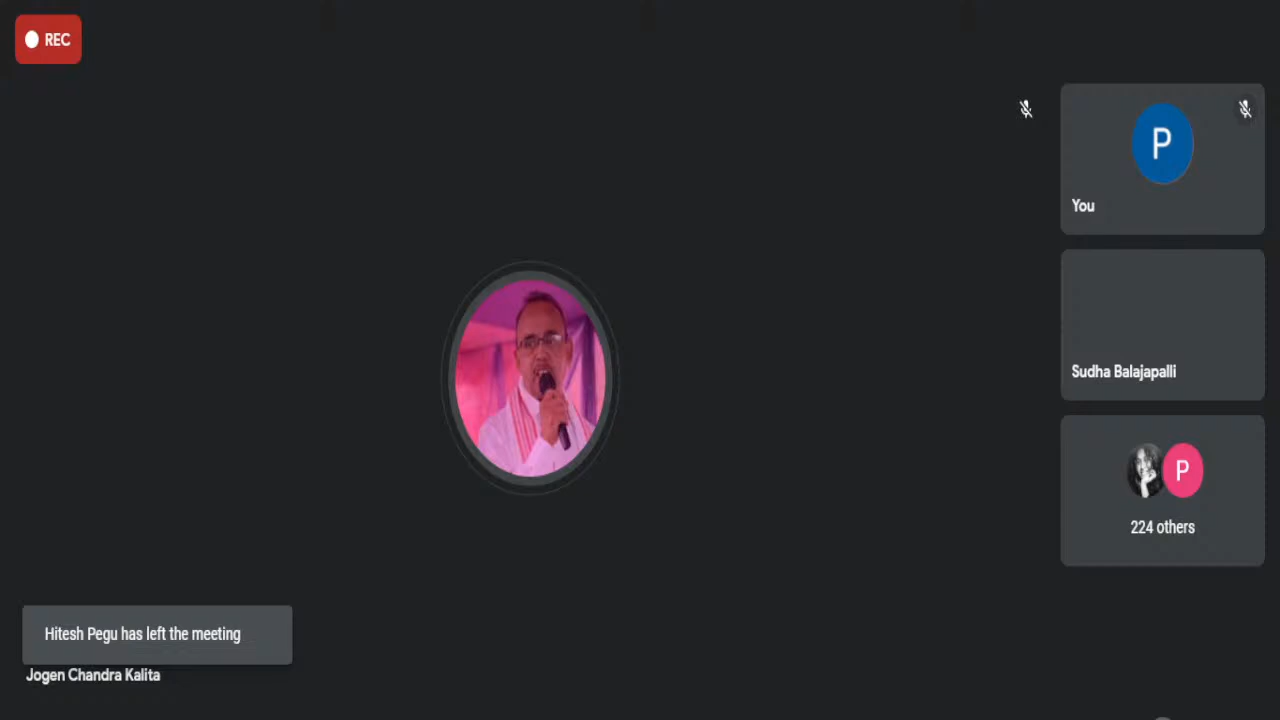 REC
P
You
Sudha Balajapalli
P
224 others
Hitesh Pegu has left the meeting
Jogen Chandra Kalita